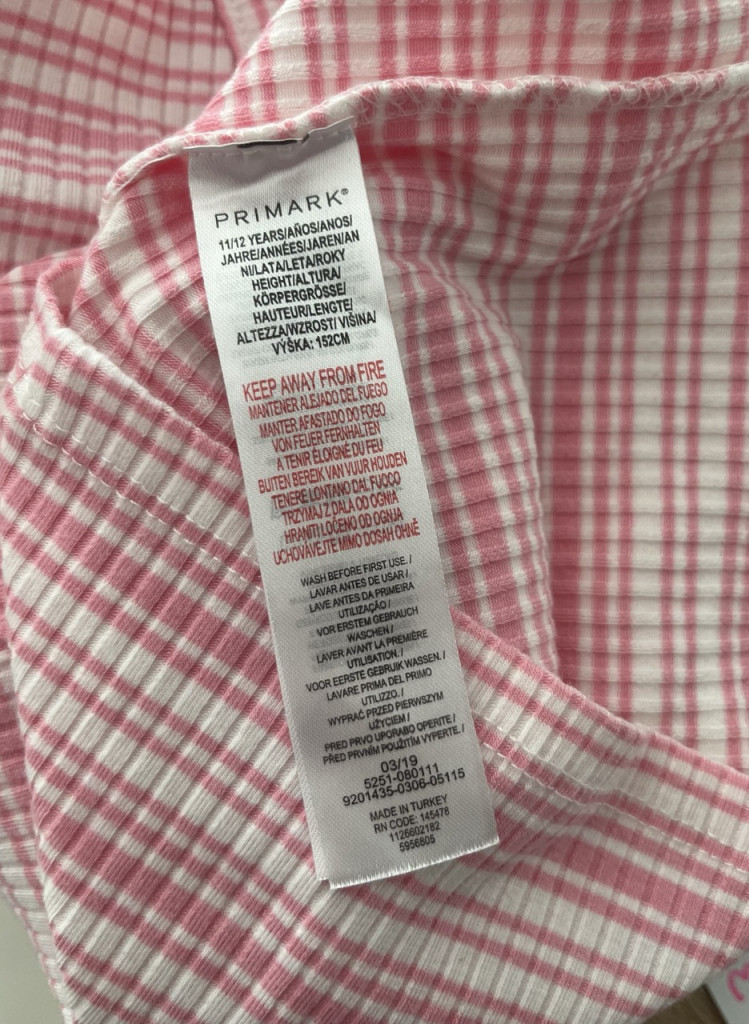 PRIMARK®
11/12 YEARS/AÑOS/ANOS/
JAHRE/ANNÉES/JAREN/AN
NI/LATA/LETA/ROKY
HEIGHT/ALTURA/
KÖRPERGRÖSSE/
HAUTEUR/LENGTE/
ALTEZZA/WZROST/ VIŠINA/
VÝŠKA: 152CM
KEEP AWAY FROM FIRE
MANTENER ALEJADO DEL FUEGO
MANTER AFASTADO DO FOGO
VON FEUER FERNHALTEN
A TENIR ÉLOIGNÉ DU FEU
BUITEN BEREIK VAN VUUR HOUDEN
TENERE LONTANO DAL FUOCO
TRZYMAJ Z DALA OD OGNIA
HRANITI LOČENO OD OGNJA
UCHOVÁVEJTE MIMO DOSAH OHNĚ
WASH BEFORE FIRST USE. /
LAVAR ANTES DE USAR /
LAVE ANTES DA PRIMEIRA
UTILIZAÇÃO /
VOR ERSTEM GEBRAUCH
WASCHEN /
LAVER AVANT LA PREMIÈRE
UTILISATION. /
VOOR EERSTE GEBRUIK WASSEN. /
LAVARE PRIMA DEL PRIMO
UTILIZZO. /
WYPRAĆ PRZED PIERWSZYM
UŻYCIEM /
PRED PRVO UPORABO OPERITE /
PŘED PRVNÍM POUŽITÍM VYPERTE. /
03/19
5251-080111
9201435-0306-05115
MADE IN TURKEY
RN CODE: 145478
1126602182
5956805